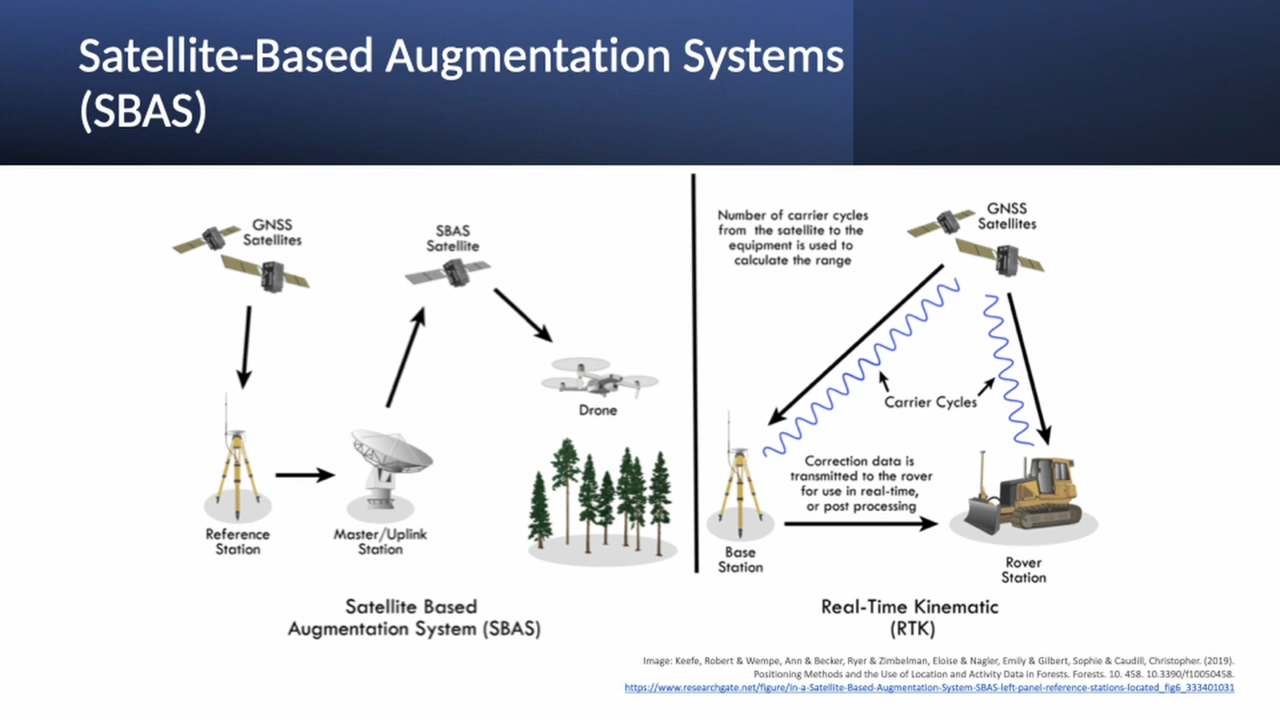 Satellite-Based Augmentation Systems
(SBAS)
GNSS
Satellites
SBAS
Satellite
Drone
Reference
Station
Master/Uplink
Station
Satellite Based
Augmentation System (SBAS)
Number of carrier cycles
from the satellite to the
equipment is used to
calculate the range
GNSS
Satellites
Carrier Cycles
Correction data is
transmitted to the rover
for use in real-time,
or post processing
Base
Station
Rover
Station
Real-Time Kinematic
(RTK)
Image: Keefe, Robert & Wempe, Ann & Becker, Ryer & Zimbelman, Eloise & Nagler, Emily & Gilbert, Sophie & Caudill, Christopher. (2019).
Positioning Methods and the Use of Location and Activity Data in Forests. Forests. 10. 458. 10.3390/f10050458.
https://www.researchgate.net/figure/In-a-Satellite-Based-Augmentation-System-SBAS-left-panel-reference-stations-located_fig6_333401031